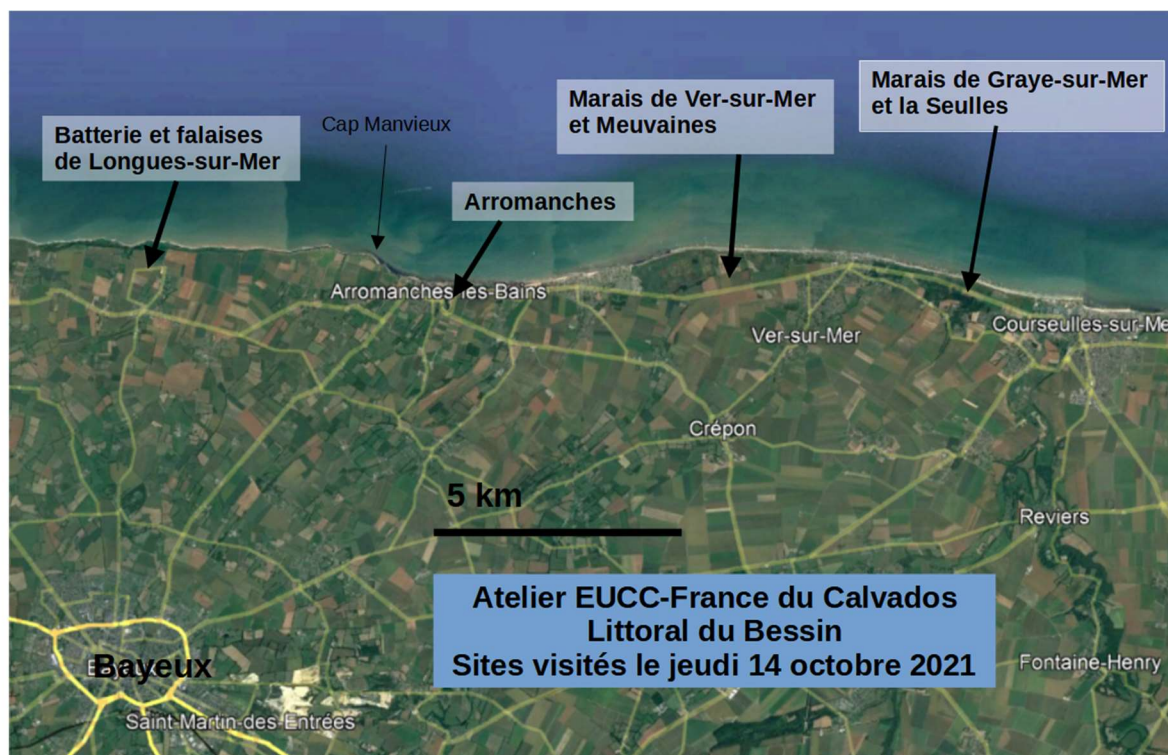 Marais de Graye-sur-Mer
et la Seulles
Marais de Ver-sur-Mer
et Meuvaines
Batterie et falaises
de Longues-sur-Mer
Cap Manvieux
Arromanches
Arromanches-les-Bains
Ver-sur-Mer
Courseulles-sur-Me
Crépon
5 km
Reviers
Atelier EUCC-France du Calvados
Littoral du Bessin
Sites visités le jeudi 14 octobre 2021
Bayeux
Fontaine-Henry
Saint-Martin-des-Entrées